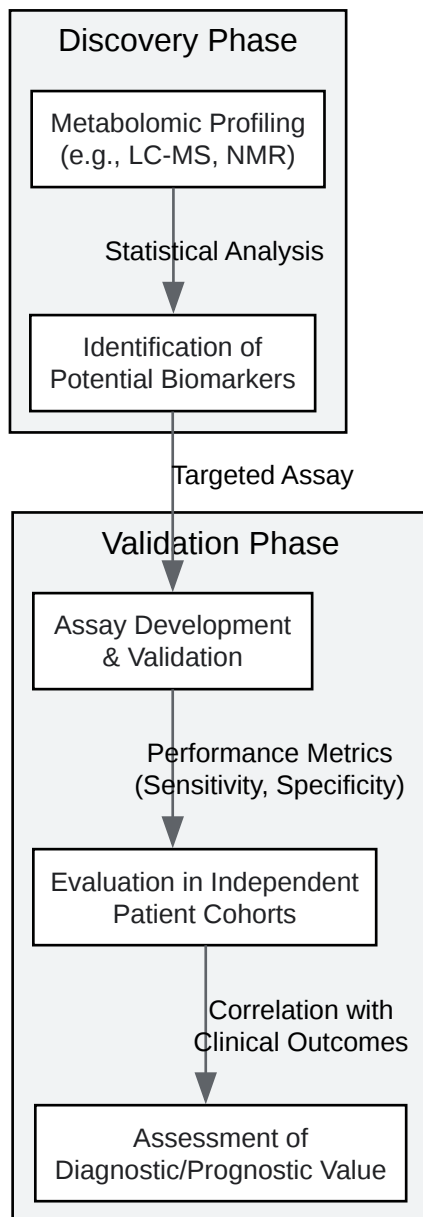 Discovery Phase
Metabolomic Profiling
(e.g., LC-MS, NMR)
Statistical Analysis
Identification of
Potential Biomarkers
Targeted Assay
Validation Phase
Assay Development
& Validation
Performance Metrics
(Sensitivity, Specificity)
Evaluation in Independent
Patient Cohorts
Correlation with
Clinical Outcomes
Assessment of
Diagnostic/Prognostic Value